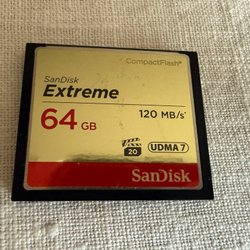 CompactFlash®
SanDisk
Extreme
64 GB
120 MB/s*
20
UDMA 7
SanDisk